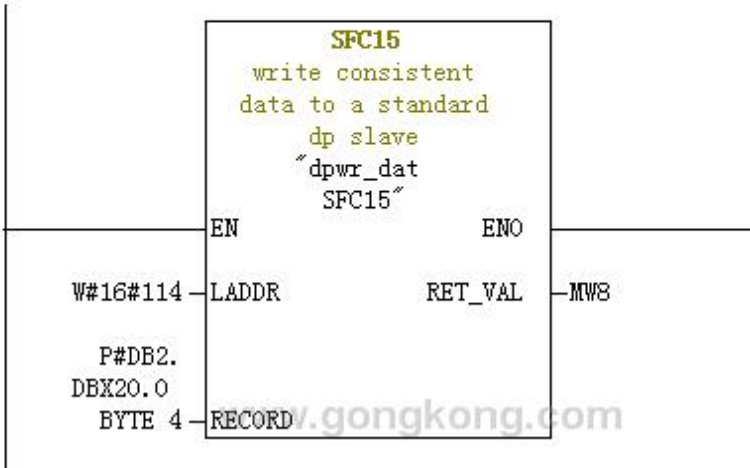 SFC15
write consistent
data to a standard
dp slave
"dpwr_dat
SFC15"
EN ENO
W#16#114 LADDR RET_VAL MW8
P#DB2.
DBX20.0
BYTE 4 RECORD
www.gongkong.com